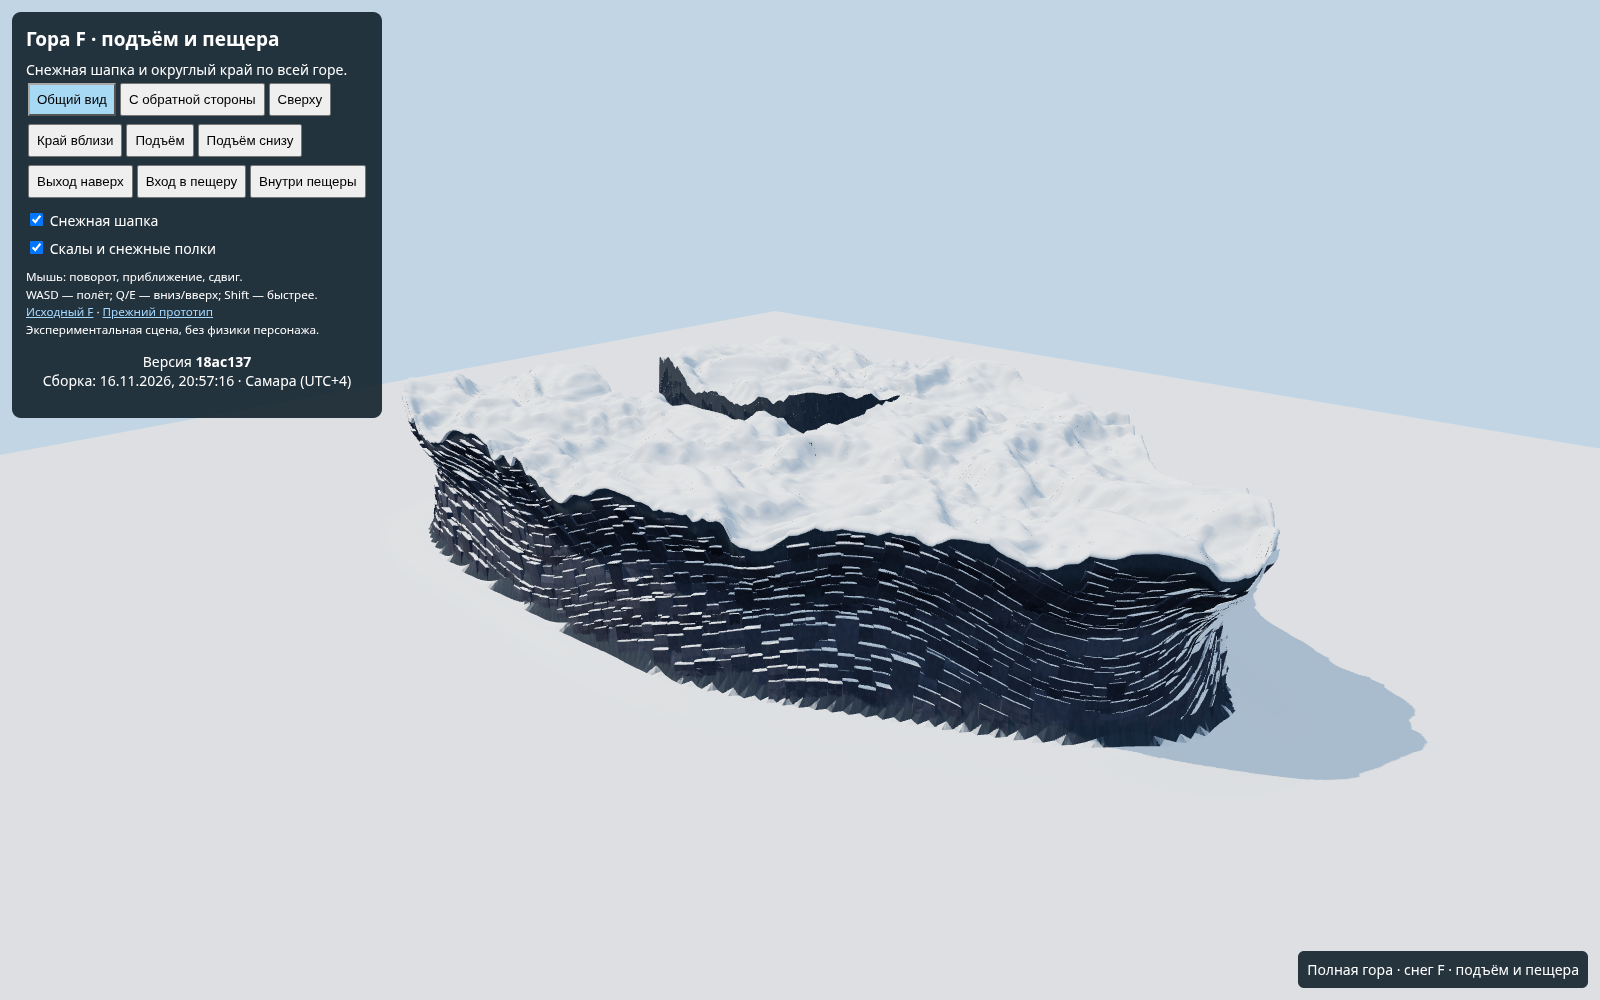 Гора F · подъём и пещера
Снежная шапка и округлый край по всей горе.
Общий вид С обратной стороны Сверху
Край вблизи Подъём Подъём снизу
Выход наверх Вход в пещеру Внутри пещеры
Снежная шапка
Скалы и снежные полки
Мышь: поворот, приближение, сдвиг.
WASD — полёт; Q/E — вниз/вверх; Shift — быстрее.
Исходный F · Прежний прототип
Экспериментальная сцена, без физики персонажа.
Версия 18ac137
Сборка: 16.11.2026, 20:57:16 · Самара (UTC+4)
Полная гора · снег F · подъём и пещера